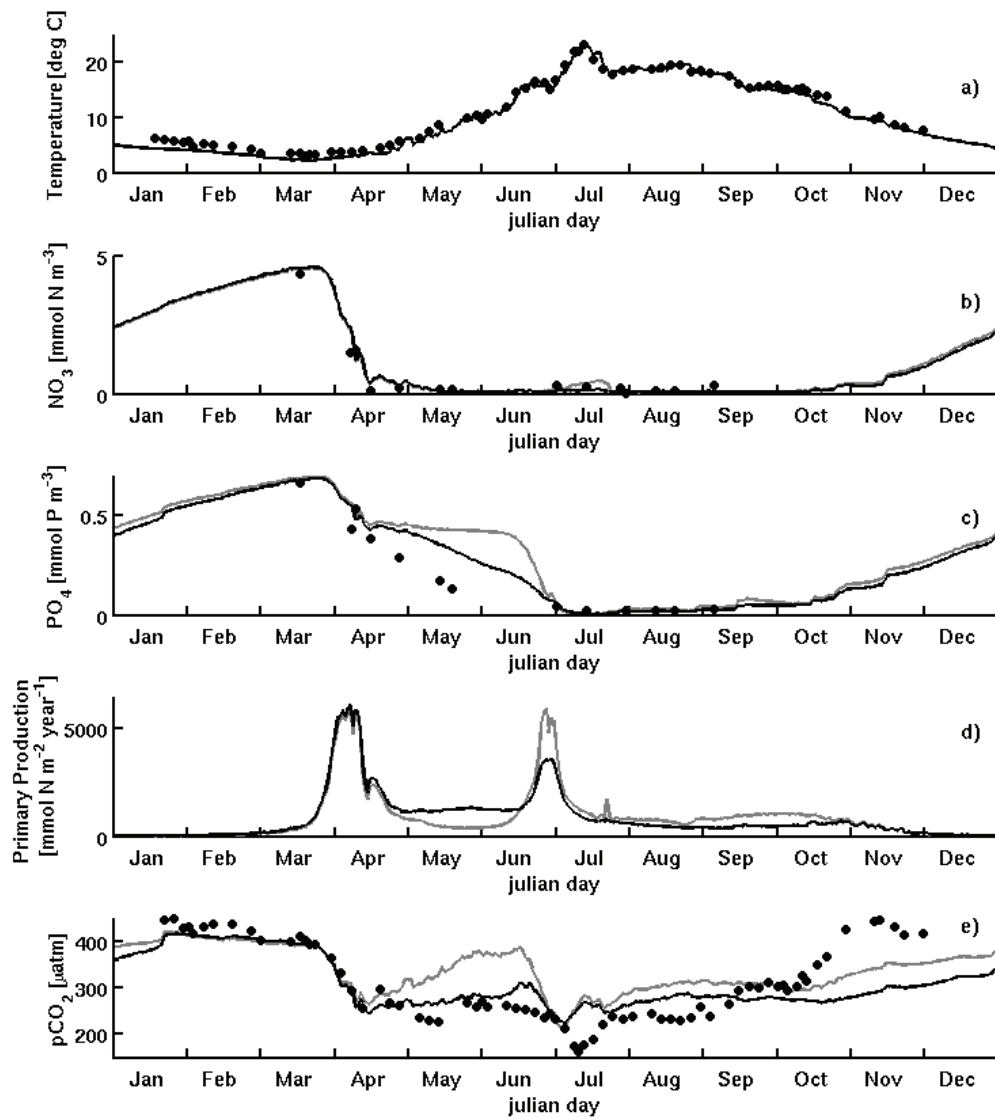 Temperature [deg C]
20
10
0
a)
Jan Feb Mar Apr May Jun Jul Aug Sep Oct Nov Dec
julian day
NO3 [mmol N m-3]
5
0
b)
Jan Feb Mar Apr May Jun Jul Aug Sep Oct Nov Dec
julian day
PO4 [mmol P m-3]
0.5
0
c)
Jan Feb Mar Apr May Jun Jul Aug Sep Oct Nov Dec
julian day
Primary Production
[mmol N m-2 year-1]
5000
0
d)
Jan Feb Mar Apr May Jun Jul Aug Sep Oct Nov Dec
julian day
pCO2 [µatm]
400
300
200
e)
Jan Feb Mar Apr May Jun Jul Aug Sep Oct Nov Dec
julian day